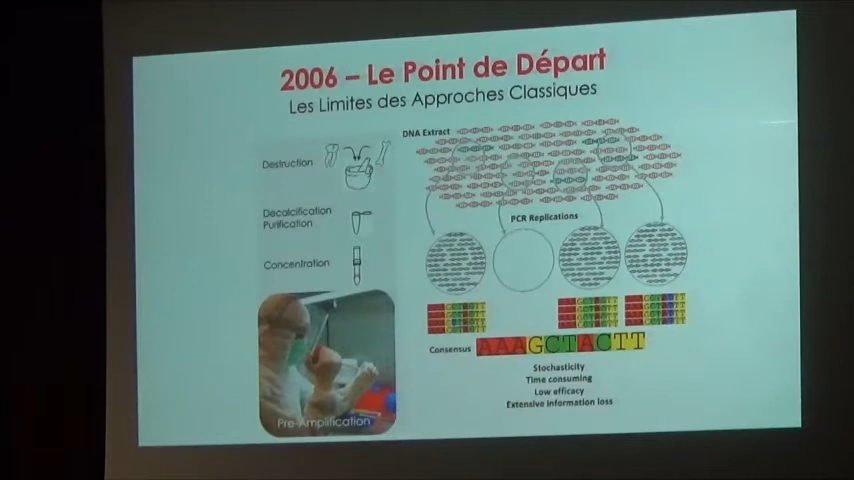 2006 – Le Point de Départ
Les Limites des Approches Classiques
DNA Extract
Destruction
Decalcification
Purification
Concentration
PCR Replications
Consensus
AAAGCTACTT
Stochasticity
Time consuming
Low efficacy
Extensive information loss
Pre-Amplification